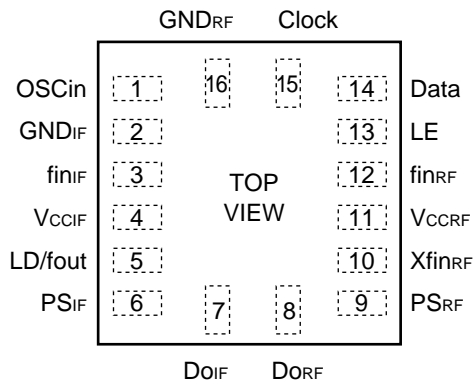 GNDRF Clock
OSCin 1 16 15 14 Data
GNDIF 2 13 LE
finIF 3 12 finRF
TOP
VIEW
VCCIF 4 11 VCCRF
LD/fout 5 10 XfinRF
PSIF 6 7 8 9 PSRF
DoIF DoRF